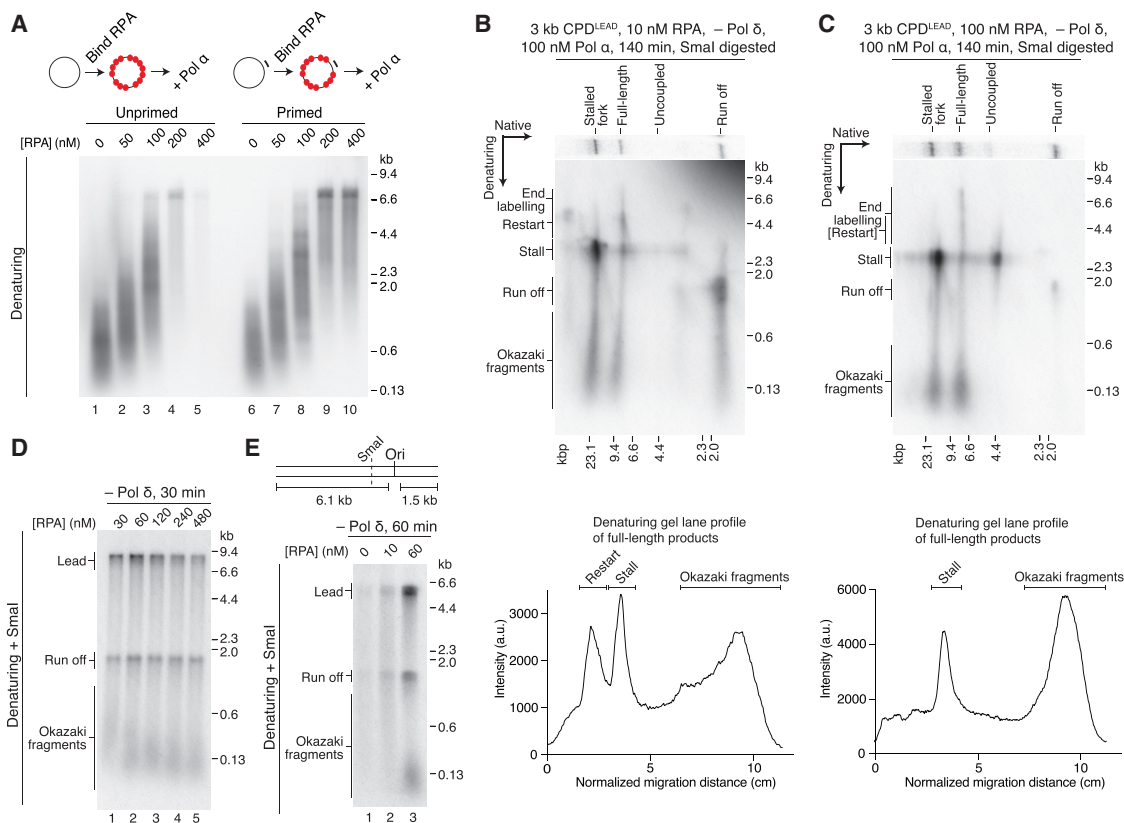 A
Bind RPA
+ Pol α
Bind RPA
+ Pol α
Unprimed
Primed
[RPA] (nM)
0 50 100 200 400
0 50 100 200 400
kb
9.4
6.6
4.4
2.3
2.0
0.6
0.13
Denaturing
1 2 3 4 5 6 7 8 9 10
B
3 kb CPD^LEAD, 10 nM RPA, – Pol δ,
100 nM Pol α, 140 min, SmaI digested
Stalled
fork
Full-length
Uncoupled
Run off
Native
Denaturing
kb
9.4
6.6
4.4
2.3
2.0
0.6
0.13
End
labelling
Restart
Stall
Run off
Okazaki
fragments
kbp
23.1
9.4
6.6
4.4
2.3
2.0
Denaturing gel lane profile
of full-length products
Restart
Stall
Okazaki fragments
Intensity (a.u.)
3000
2000
1000
0
0 5 10
Normalized migration distance (cm)
C
3 kb CPD^LEAD, 100 nM RPA, – Pol δ,
100 nM Pol α, 140 min, SmaI digested
Stalled
fork
Full-length
Uncoupled
Run off
Native
Denaturing
kb
9.4
6.6
4.4
2.3
2.0
0.6
0.13
End
labelling
[Restart]
Stall
Run off
Okazaki
fragments
kbp
23.1
9.4
6.6
4.4
2.3
2.0
Denaturing gel lane profile
of full-length products
Stall
Okazaki fragments
Intensity (a.u.)
6000
4000
2000
0
0 5 10
Normalized migration distance (cm)
D
– Pol δ, 30 min
[RPA] (nM)
30 60 120 240 480
kb
9.4
6.6
4.4
2.3
2.0
0.6
0.13
Denaturing + SmaI
Lead
Run off
Okazaki
fragments
1 2 3 4 5
E
SmaI
Ori
6.1 kb
1.5 kb
– Pol δ, 60 min
[RPA] (nM)
0 10 60
kb
6.6
4.4
2.3
2.0
0.6
0.13
Denaturing + SmaI
Lead
Run off
Okazaki
fragments
1 2 3